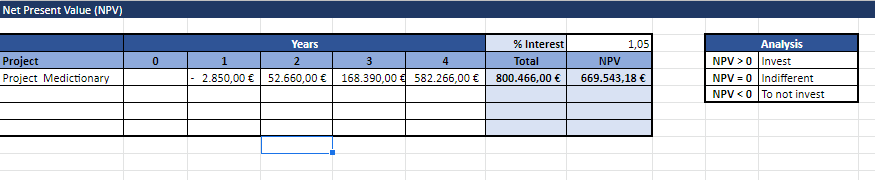 Net Present Value (NPV)
Years % Interest 1,05 Analysis
Project 0 1 2 3 4 Total NPV NPV > 0 Invest
Project Medictionary - 2.850,00 € 52.660,00 € 168.390,00 € 582.266,00 € 800.466,00 € 669.543,18 € NPV = 0 Indifferent
NPV < 0 To not invest